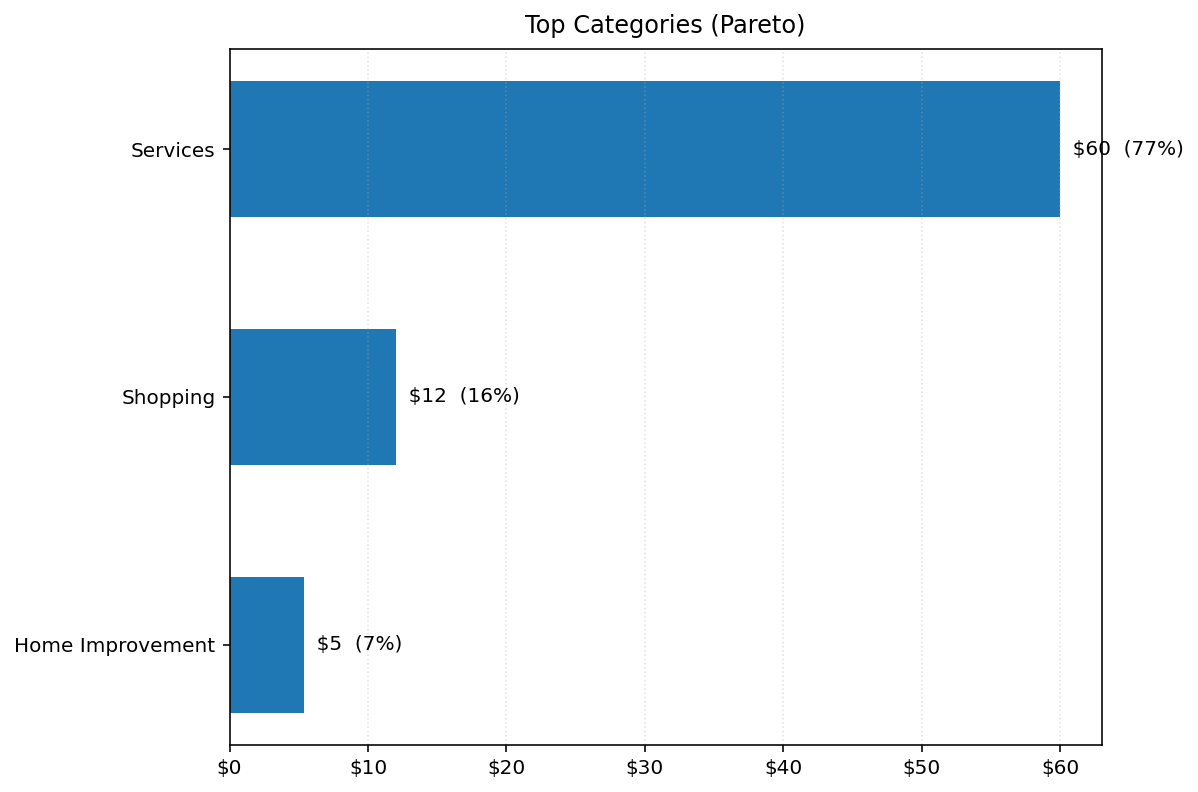 Top Categories (Pareto)
Services
$60  (77%)
Shopping
$12  (16%)
Home Improvement
$5  (7%)
$0 $10 $20 $30 $40 $50 $60